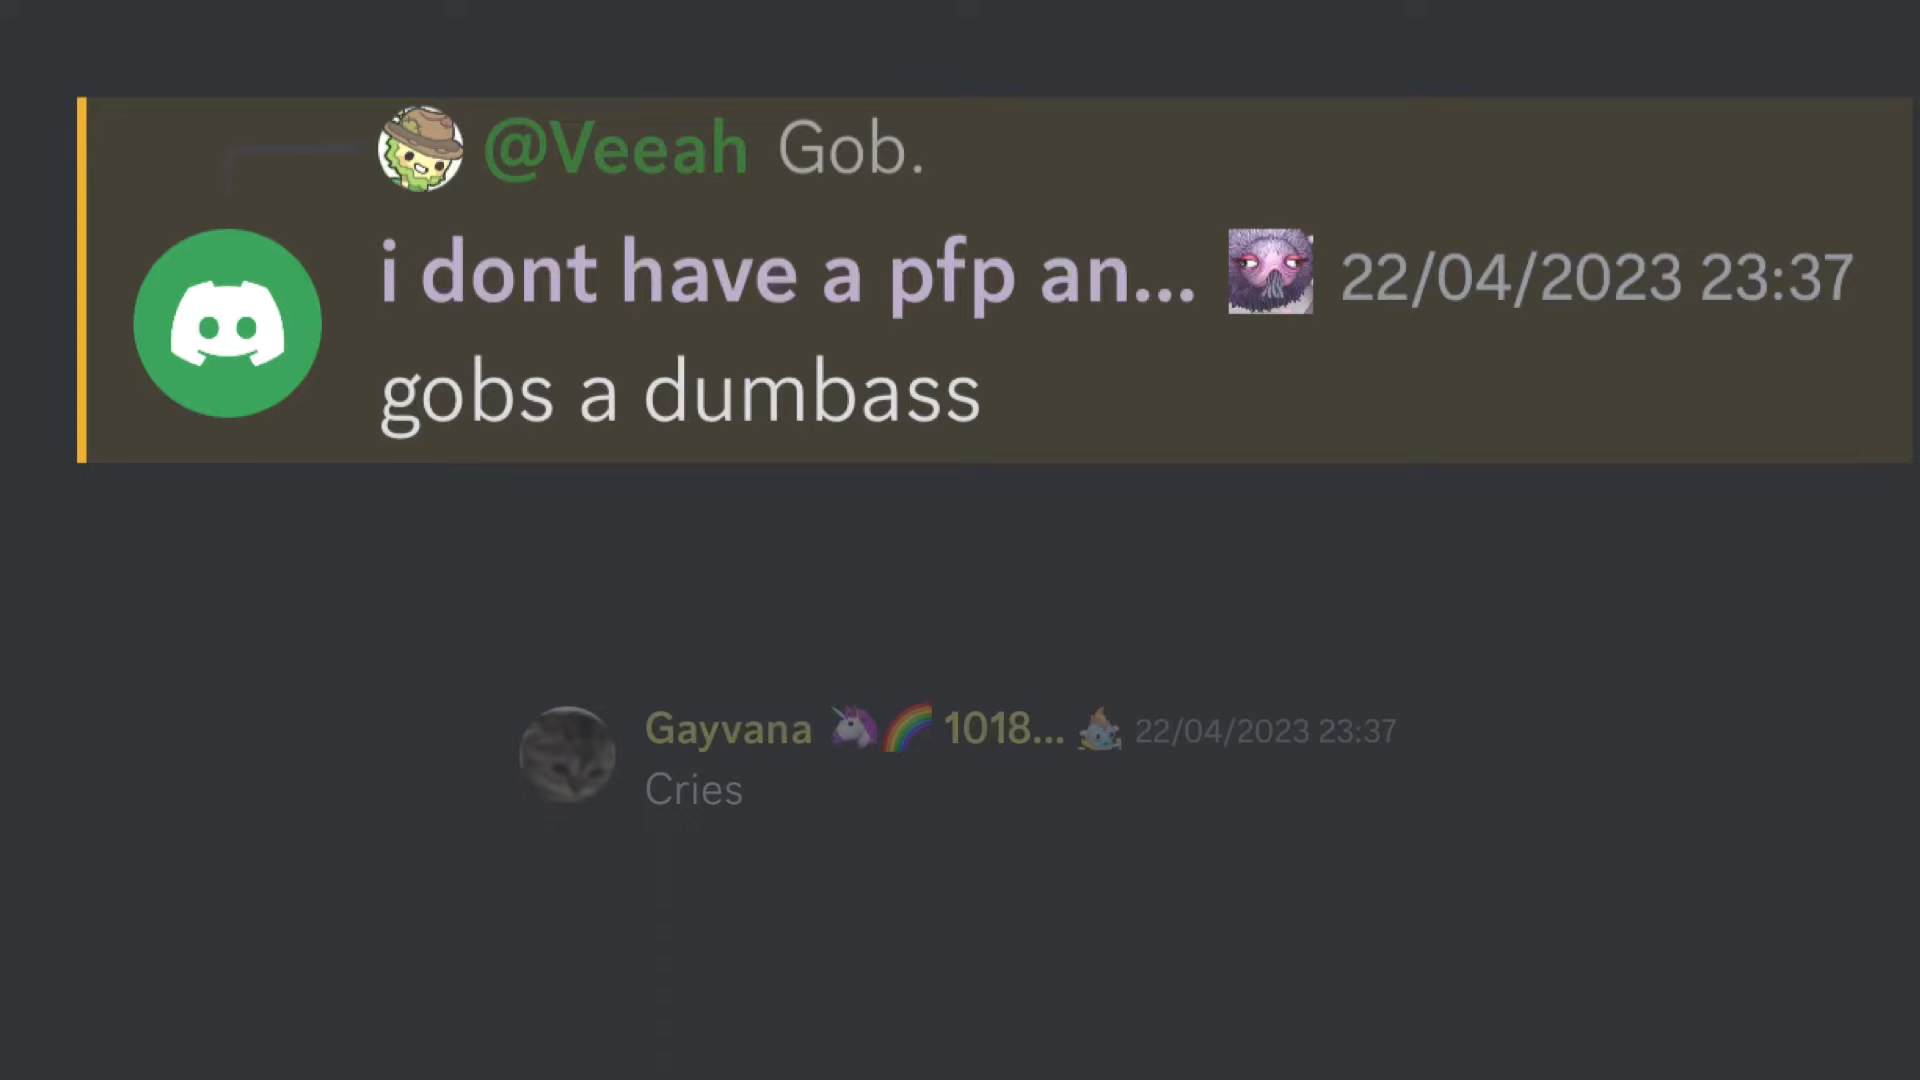 @Veeah Gob.
i dont have a pfp an... 22/04/2023 23:37
gobs a dumbass
Gayvana 🦄🌈 1018... 22/04/2023 23:37
Cries